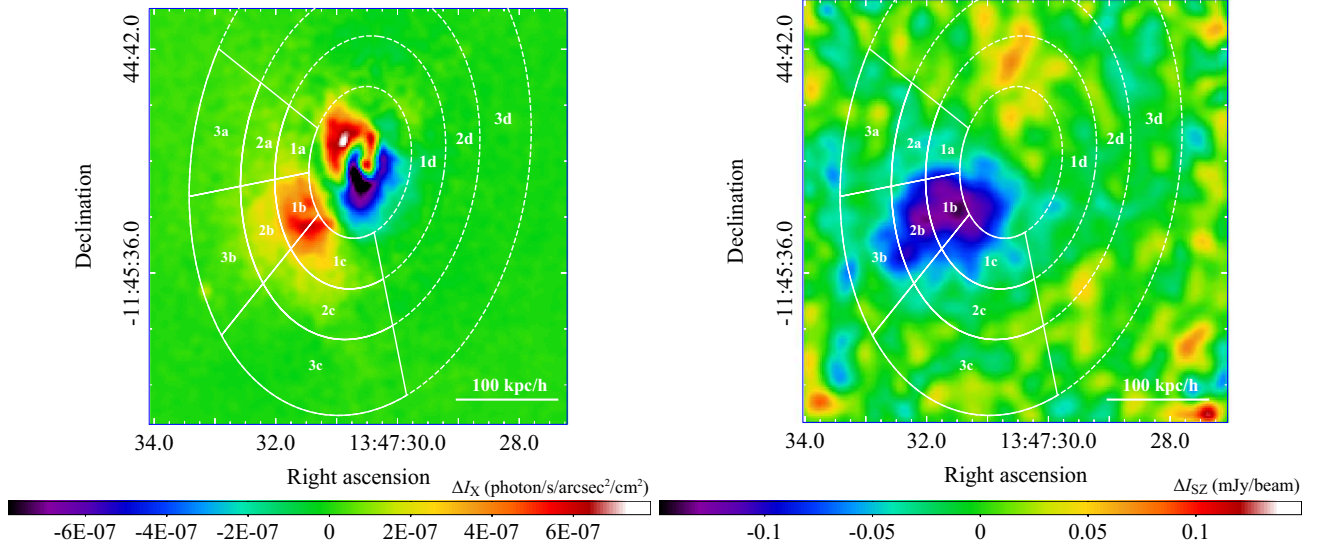 44:42.0
-11:45:36.0
Declination
3a
2a
1a
1b
2b
3b
1c
2c
3c
1d
2d
3d
100 kpc/h
34.0
32.0
13:47:30.0
28.0
Right ascension
ΔIX (photon/s/arcsec²/cm²)
-6E-07
-4E-07
-2E-07
0
2E-07
4E-07
6E-07
44:42.0
-11:45:36.0
Declination
3a
2a
1a
1b
2b
3b
1c
2c
3c
1d
2d
3d
100 kpc/h
34.0
32.0
13:47:30.0
28.0
Right ascension
ΔISZ (mJy/beam)
-0.1
-0.05
0
0.05
0.1